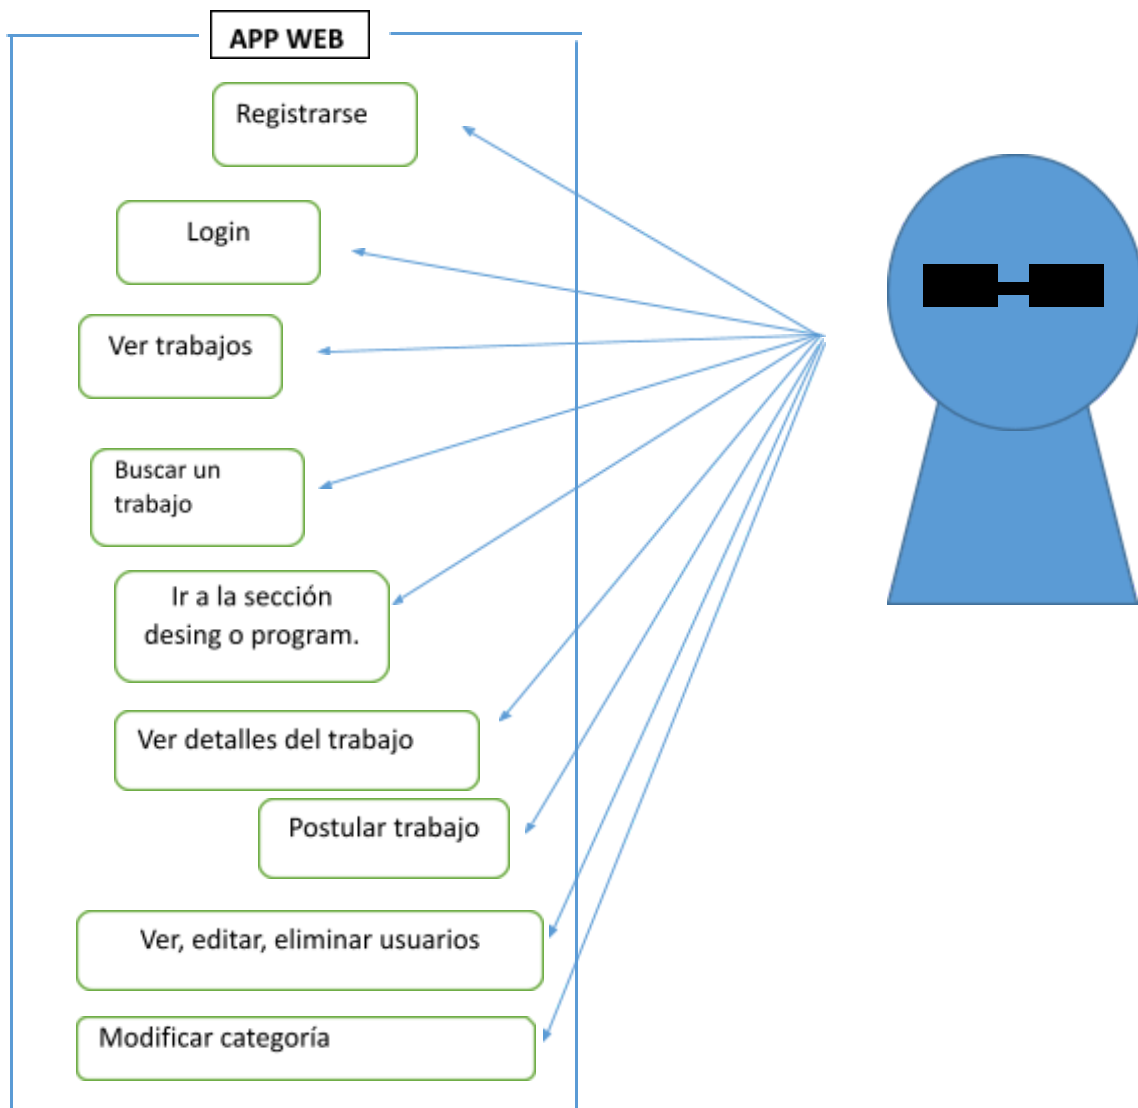 APP WEB
Registrarse
Login
Ver trabajos
Buscar un
trabajo
Ir a la sección
desing o program.
Ver detalles del trabajo
Postular trabajo
Ver, editar, eliminar usuarios
Modificar categoría